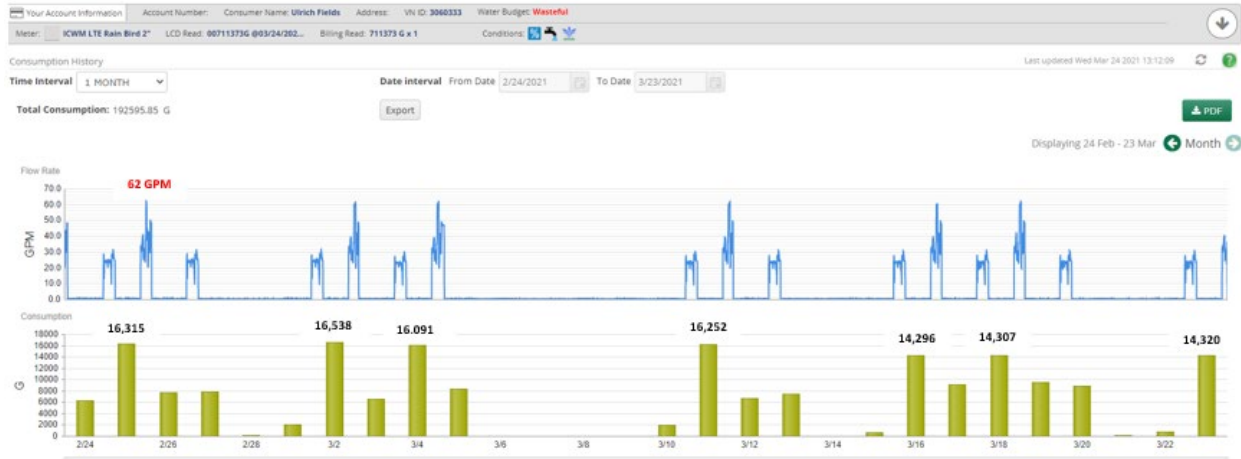 Your Account Information Account Number: Consumer Name: Ulrich Fields Address: VN ID: 3060333 Water Budget: Wasteful
Meter: ICWM LTE Rain Bird 2" LCD Read: 00711373G @03/24/202... Billing Read: 711373 G x 1 Conditions:
Consumption History Last updated Wed Mar 24 2021 13:12:09
Time Interval 1 MONTH Date interval From Date 2/24/2021 To Date 3/23/2021
Total Consumption: 192595.85 G Export PDF
Displaying 24 Feb - 23 Mar Month
Flow Rate
62 GPM
70.0
60.0
50.0
40.0
30.0
20.0
10.0
0.0
GPM
Consumption
16,315 16,538 16.091 16,252 14,296 14,307 14,320
18000
16000
14000
12000
10000
8000
6000
4000
2000
0
G
2/24 2/26 2/28 3/2 3/4 3/6 3/8 3/10 3/12 3/14 3/16 3/18 3/20 3/22